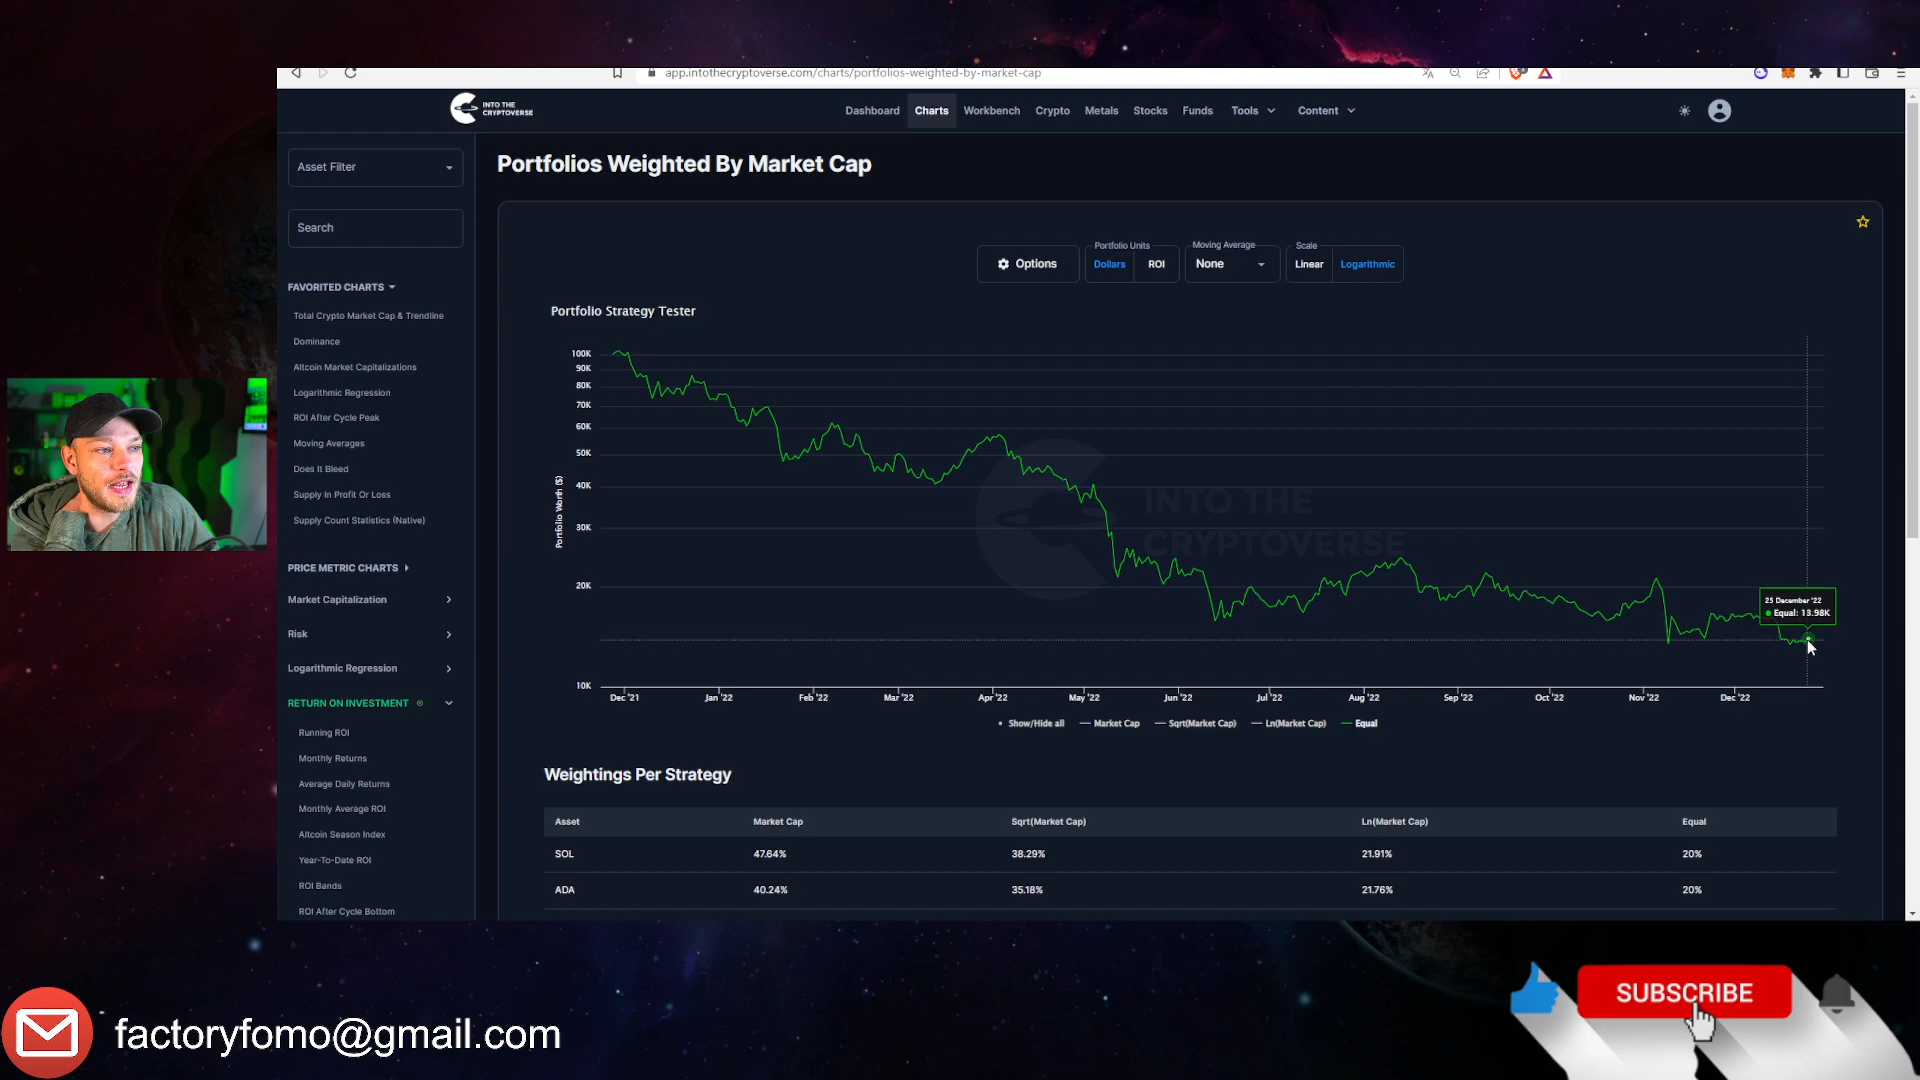 app.intothecryptoverse.com/charts/portfolios-weighted-by-market-cap
INTO THE
CRYPTOVERSE
Dashboard Charts Workbench Crypto Metals Stocks Funds Tools Content
Asset Filter
Search
FAVORITED CHARTS
Total Crypto Market Cap & Trendline
Dominance
Altcoin Market Capitalizations
Logarithmic Regression
ROI After Cycle Peak
Moving Averages
Does It Bleed
Supply In Profit Or Loss
Supply Count Statistics (Native)
PRICE METRIC CHARTS
Market Capitalization
Risk
Logarithmic Regression
RETURN ON INVESTMENT
Running ROI
Monthly Returns
Average Daily Returns
Monthly Average ROI
Altcoin Season Index
Year-To-Date ROI
ROI Bands
ROI After Cycle Bottom
Portfolios Weighted By Market Cap
Portfolio Units Moving Average Scale
Options Dollars ROI None Linear Logarithmic
Portfolio Strategy Tester
100K
90K
80K
70K
60K
50K
40K
30K
20K
10K
Portfolio Worth ($)
INTO THE
CRYPTOVERSE
25 December '22
Equal: 13.98K
Dec '21 Jan '22 Feb '22 Mar '22 Apr '22 May '22 Jun '22 Jul '22 Aug '22 Sep '22 Oct '22 Nov '22 Dec '22
Show/Hide all Market Cap Sqrt(Market Cap) Ln(Market Cap) Equal
Weightings Per Strategy
Asset Market Cap Sqrt(Market Cap) Ln(Market Cap) Equal
SOL 47.64% 38.29% 21.91% 20%
ADA 40.24% 35.18% 21.76% 20%
factoryfomo@gmail.com
SUBSCRIBE